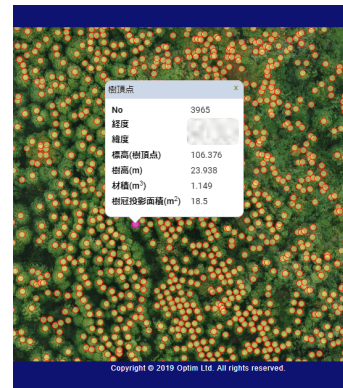 樹頂点 ×
No 3965
経度
緯度
標高(樹頂点) 106.376
樹高(m) 23.938
材積(m³) 1.149
樹冠投影面積(m²) 18.5
Copyright © 2019 Optim Ltd. All rights reserved.